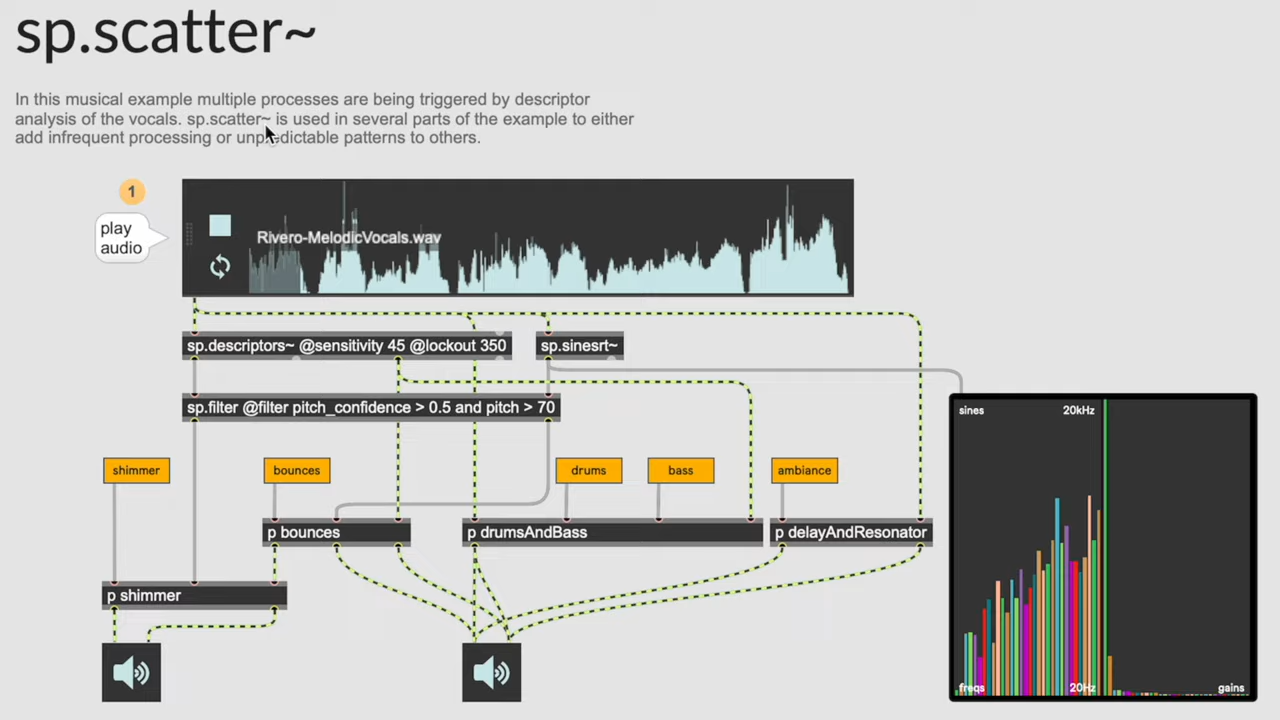 sp.scatter~
In this musical example multiple processes are being triggered by descriptor
analysis of the vocals. sp.scatter~ is used in several parts of the example to either
add infrequent processing or unpredictable patterns to others.
1
play
audio
Rivero-MelodicVocals.wav
sp.descriptors~ @sensitivity 45 @lockout 350
sp.sinesrt~
sp.filter @filter pitch_confidence > 0.5 and pitch > 70
sines
20kHz
shimmer
bounces
drums
bass
ambiance
p bounces
p drumsAndBass
p delayAndResonator
p shimmer
freqs
20Hz
gains